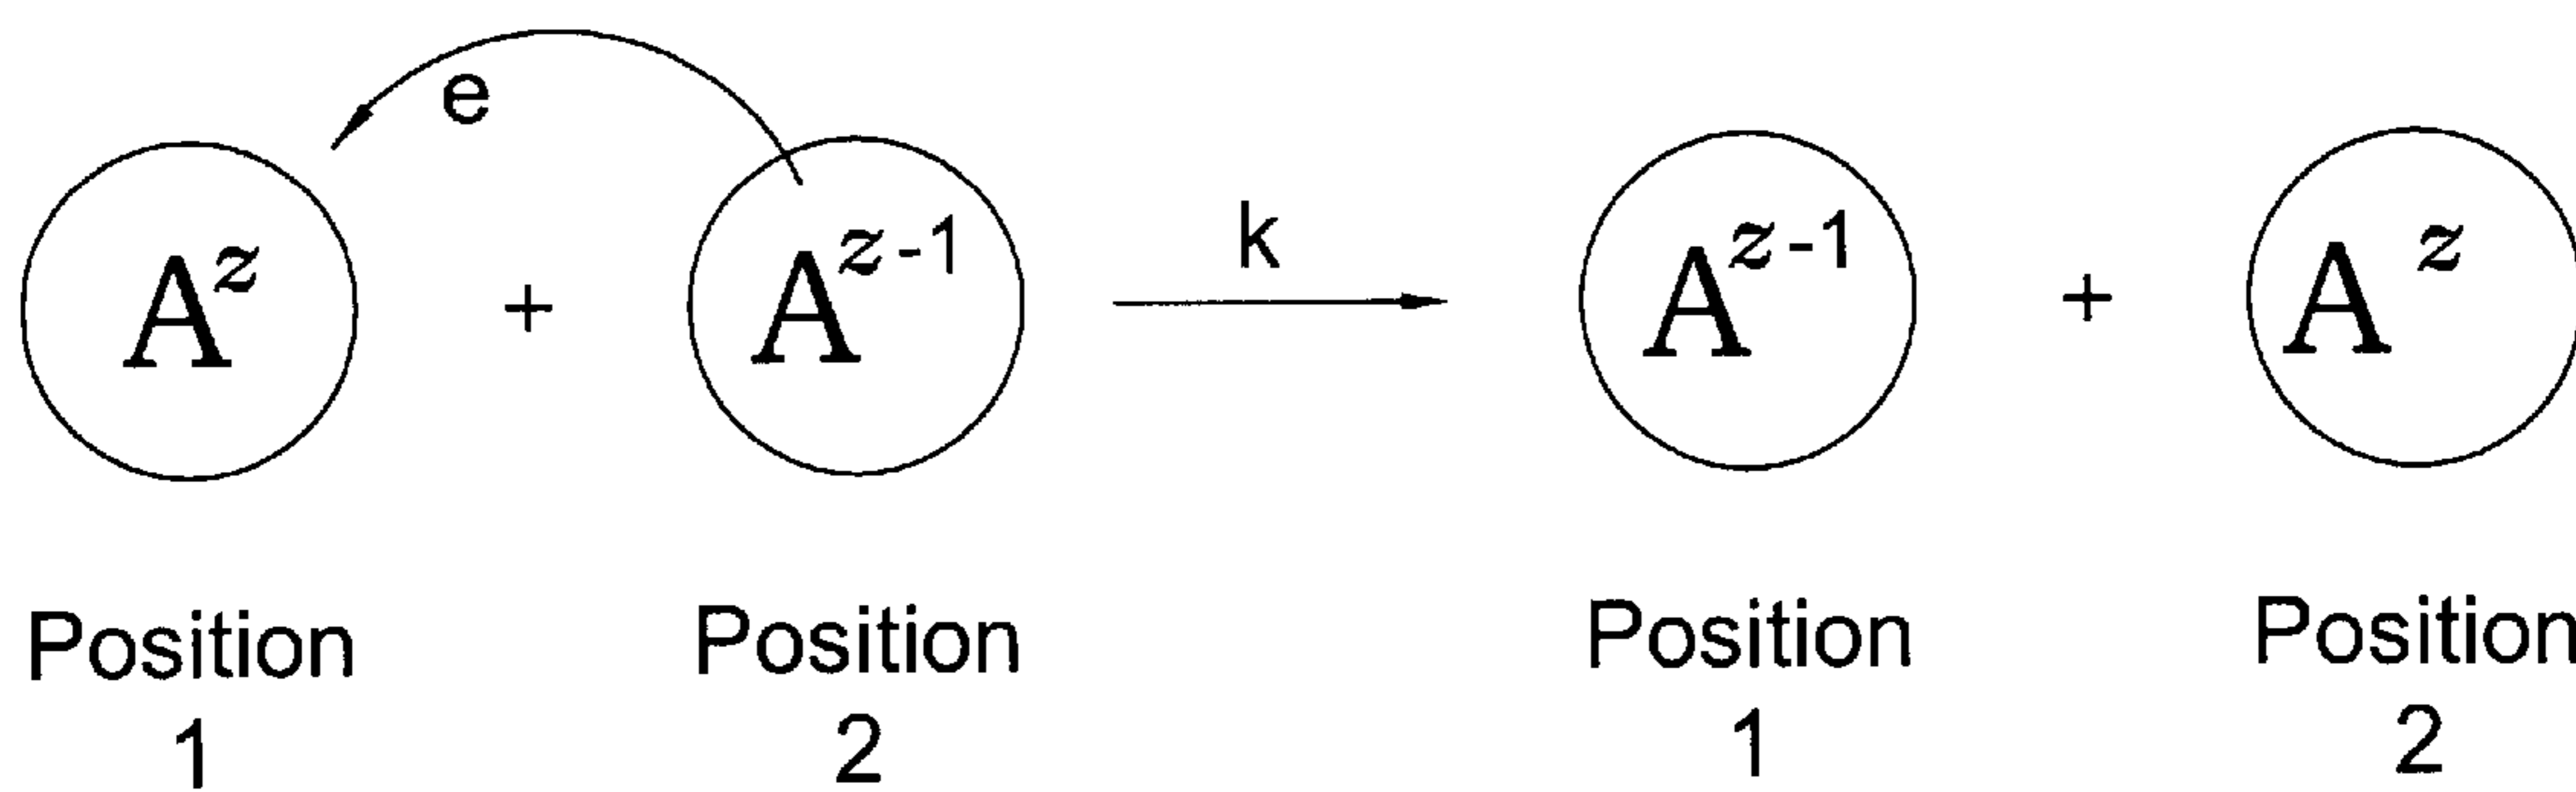 e
k
A^z + A^z-1 A^z-1 + A^z
Position Position Position Position
1 2 1 2